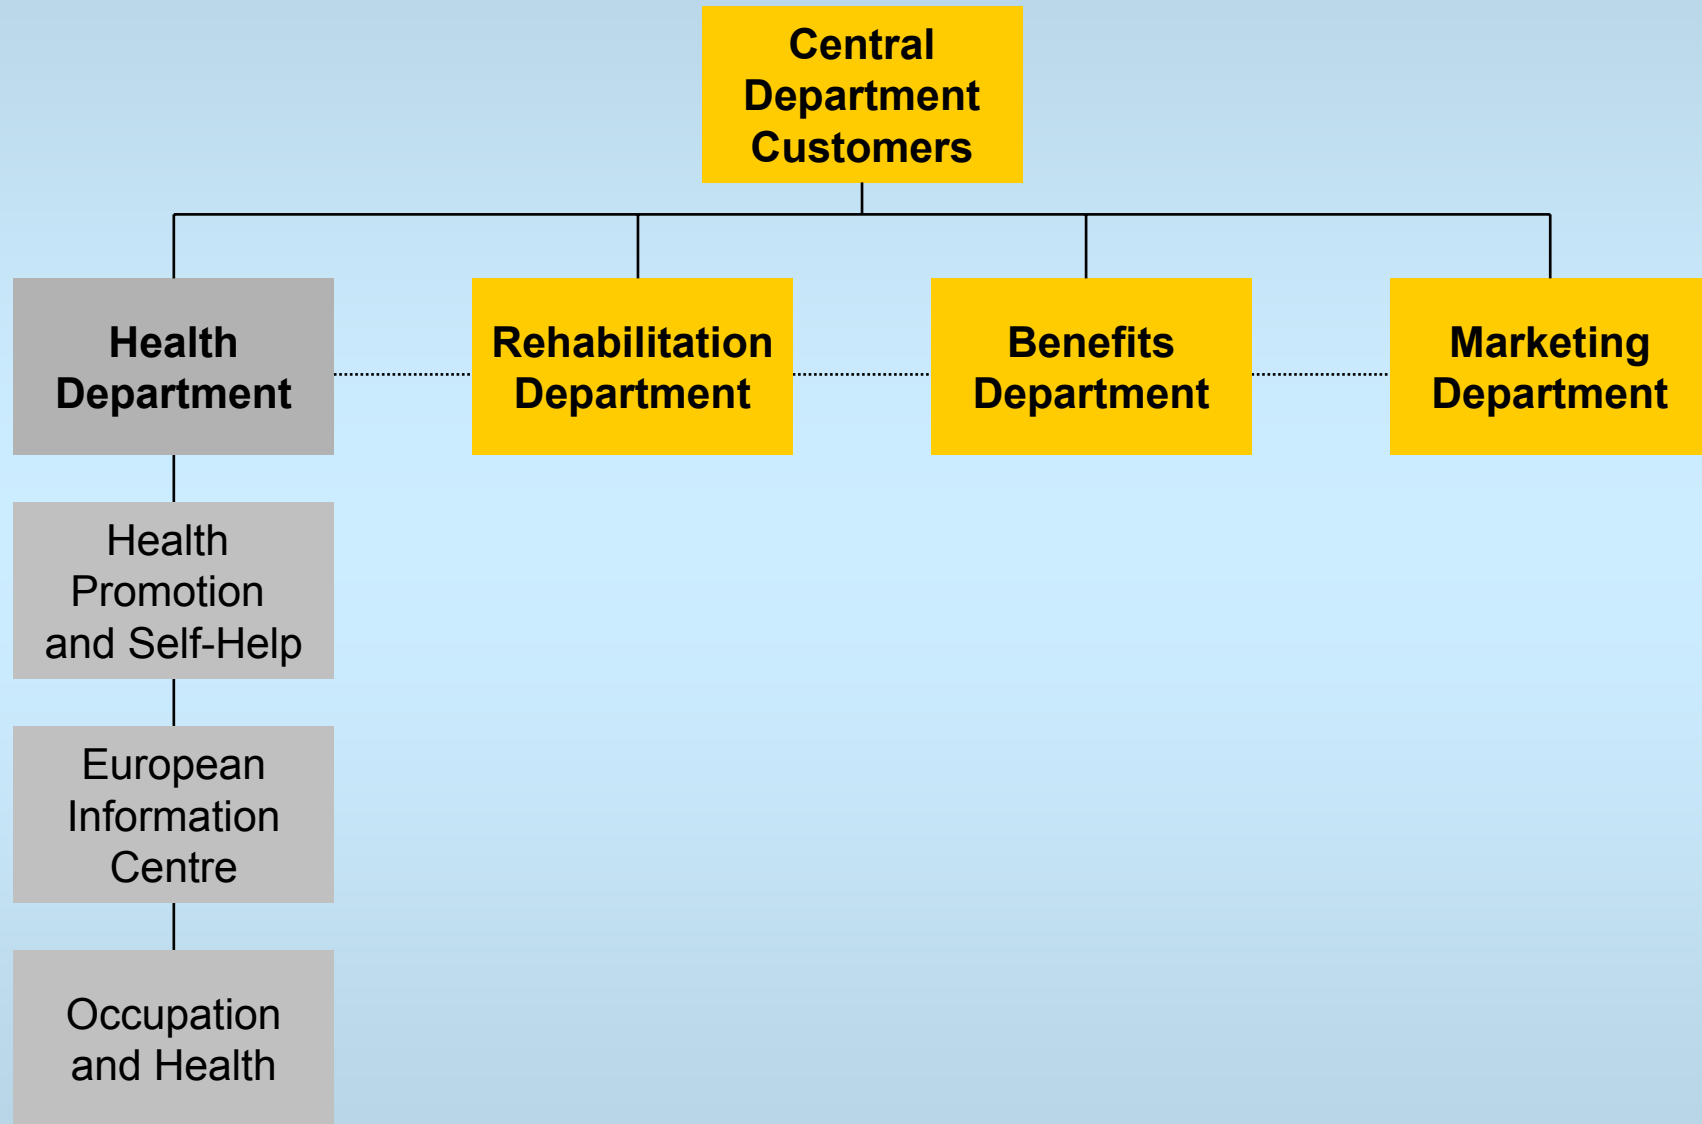 Central
Department
Customers
Health
Department
Rehabilitation
Department
Benefits
Department
Marketing
Department
Health
Promotion
and Self-Help
European
Information
Centre
Occupation
and Health